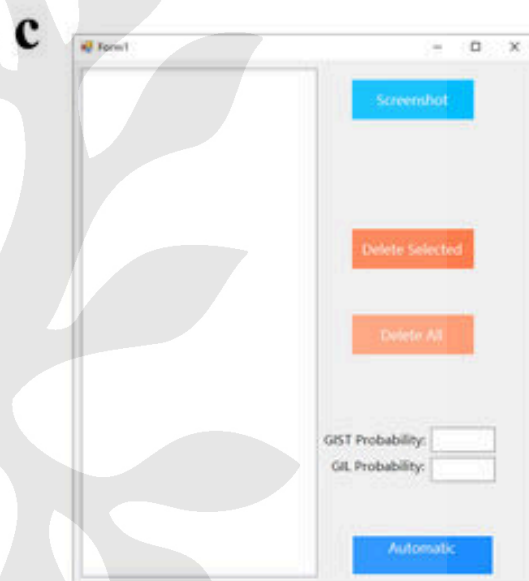 c
Form1
Screenshot
Delete Selected
Delete All
GIST Probability:
GIL Probability:
Automatic